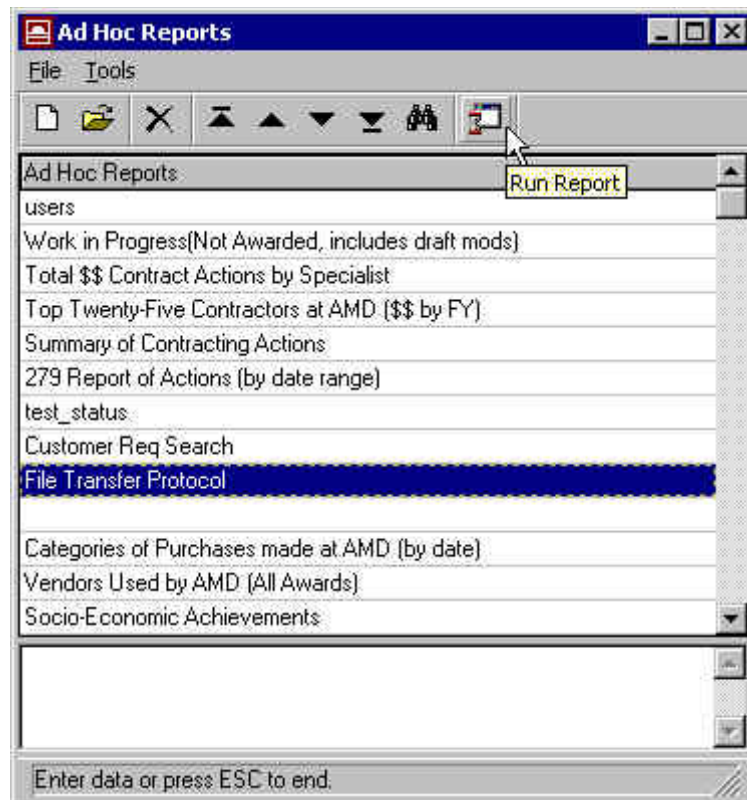 Ad Hoc Reports
File Tools
Run Report
Ad Hoc Reports
users
Work in Progress(Not Awarded, includes draft mods)
Total $$ Contract Actions by Specialist
Top Twenty-Five Contractors at AMD ($$ by FY)
Summary of Contracting Actions
279 Report of Actions (by date range)
test_status
Customer Req Search
File Transfer Protocol
Categories of Purchases made at AMD (by date)
Vendors Used by AMD (All Awards)
Socio-Economic Achievements
Enter data or press ESC to end.